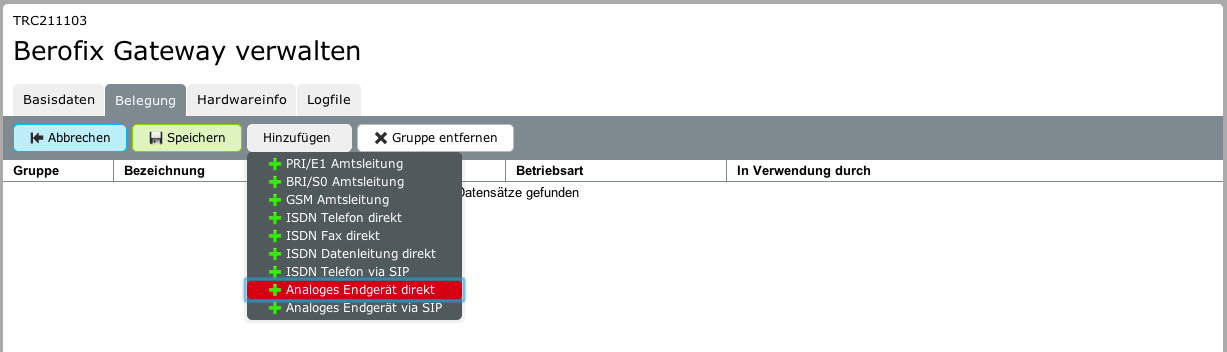 TRC211103
Berofix Gateway verwalten
Basisdaten Belegung Hardwareinfo Logfile
Abbrechen Speichern Hinzufügen Gruppe entfernen
Gruppe Bezeichnung Betriebsart In Verwendung durch
Datensätze gefunden
PRI/E1 Amtsleitung
BRI/S0 Amtsleitung
GSM Amtsleitung
ISDN Telefon direkt
ISDN Fax direkt
ISDN Datenleitung direkt
ISDN Telefon via SIP
Analoges Endgerät direkt
Analoges Endgerät via SIP